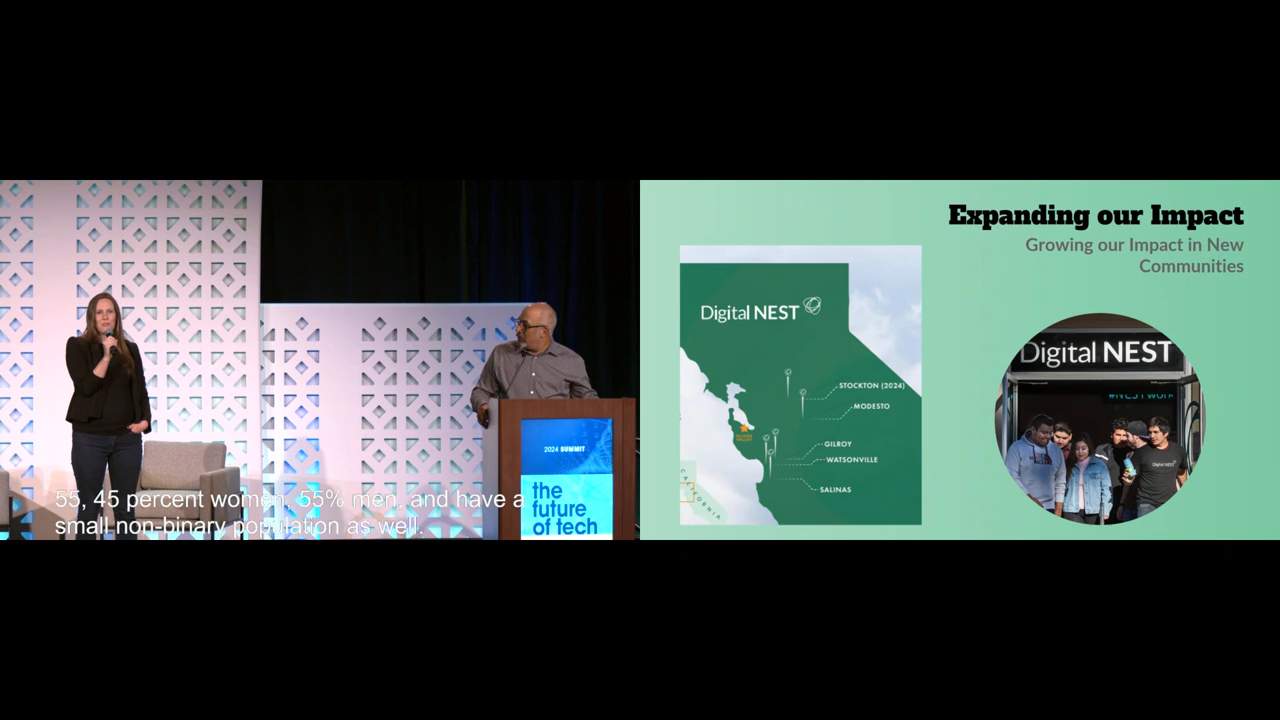 2024 SUMMIT
the
future
of tech
55, 45 percent women, 55% men, and have a
small non-binary population as well.
Expanding our Impact
Growing our Impact in New
Communities
Digital NEST
STOCKTON (2024)
MODESTO
GILROY
WATSONVILLE
SALINAS
SILICON
VALLEY
CALIFORNIA
Digital NEST
#NESTWORK
Digital NEST